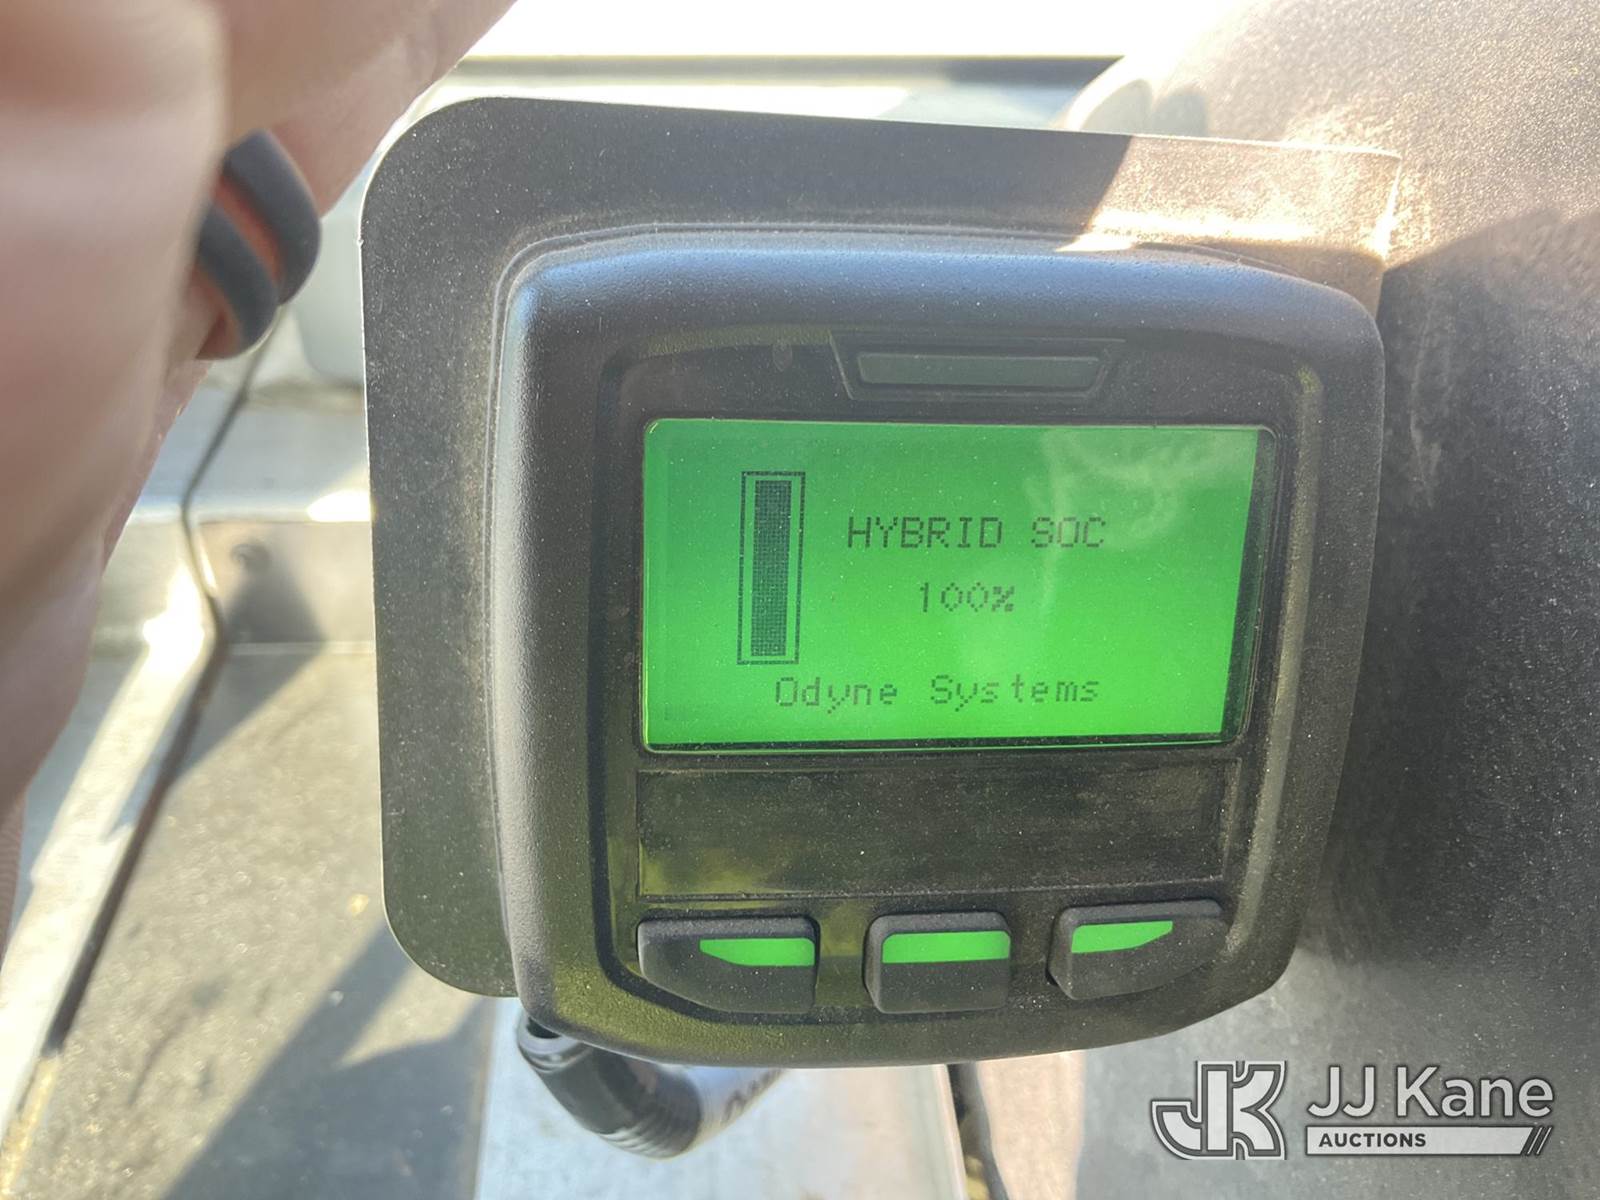 HYBRID SOC
100%
Odyne Systems
JJ Kane
AUCTIONS